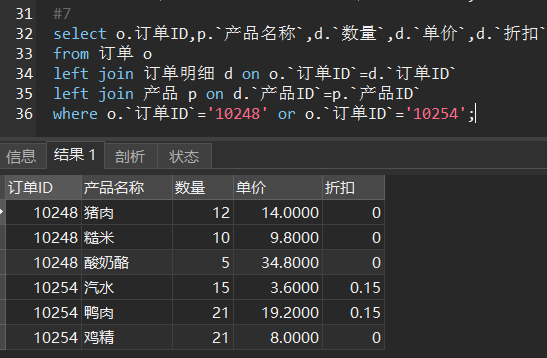 31 #7
32 select o.订单ID,p.`产品名称`,d.`数量`,d.`单价`,d.`折扣`
33 from 订单 o
34 left join 订单明细 d on o.`订单ID`=d.`订单ID`
35 left join 产品 p on d.`产品ID`=p.`产品ID`
36 where o.`订单ID`='10248' or o.`订单ID`='10254';
信息 结果 1 剖析 状态
订单ID 产品名称 数量 单价 折扣
10248 猪肉 12 14.0000 0
10248 糙米 10 9.8000 0
10248 酸奶酪 5 34.8000 0
10254 汽水 15 3.6000 0.15
10254 鸭肉 21 19.2000 0.15
10254 鸡精 21 8.0000 0